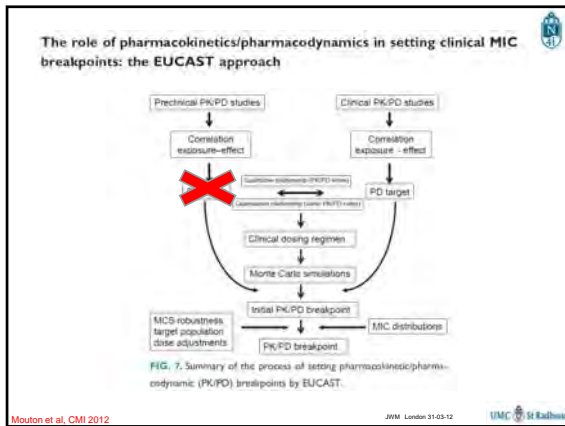 The role of pharmacokinetics/pharmacodynamics in setting clinical MIC
breakpoints: the EUCAST approach
Preclinical PK/PD studies
Clinical PK/PD studies
Correlation
exposure–effect
Correlation
exposure - effect
PD target
Clinical dosing regimen
Monte Carlo simulations
Initial PK/PD breakpoint
MCS-robustness
target population
dose adjustments
MIC distributions
PK/PD breakpoint
FIG. 7. Summary of the process of setting pharmacokinetic/pharma-
codynamic (PK/PD) breakpoints by EUCAST.
Mouton et al, CMI 2012
JWM London 31-03-12
UMC St Radboud